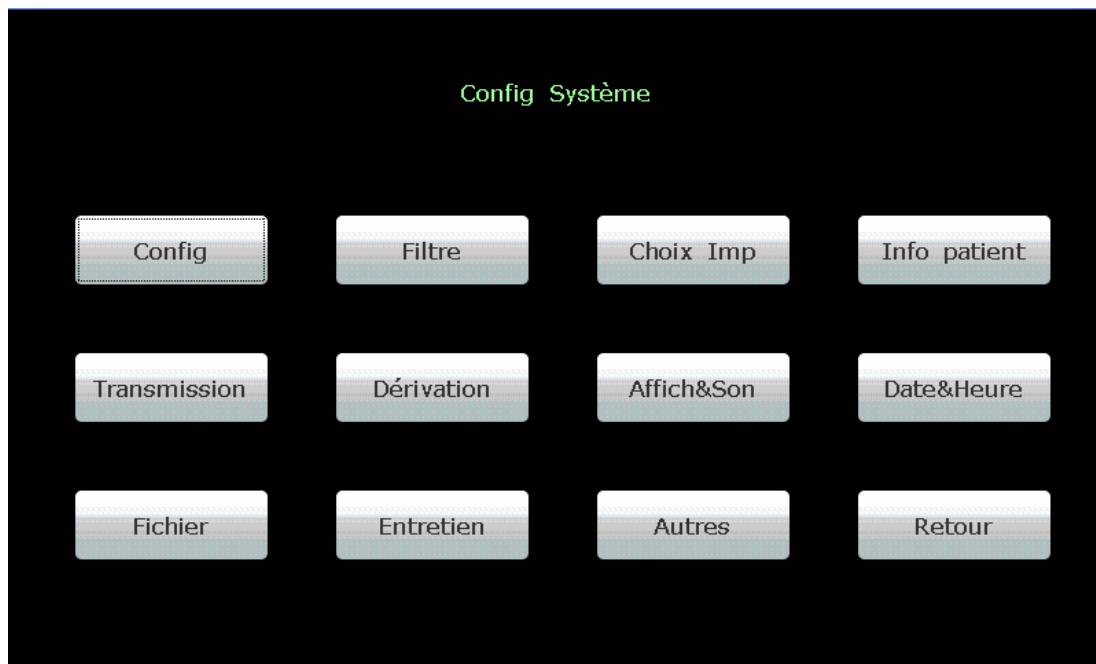 Config Système
Config Filtre Choix Imp Info patient
Transmission Dérivation Affich&Son Date&Heure
Fichier Entretien Autres Retour